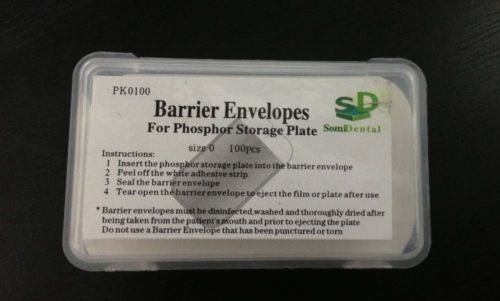 PK0100
SD
SomiDental
Barrier Envelopes
For Phosphor Storage Plate
size 0 100pcs
Instructions:
1 Insert the phosphor storage plate into the barrier envelope
2 Peel off the white adhesive strip
3 Seal the barrier envelope
4 Tear open the barrier envelope to eject the film or plate after use
* Barrier envelopes must be disinfected,washed and thoroughly dried after
being taken from the patient's mouth and prior to ejecting the plate
Do not use a Barrier Envelope that has been punctured or torn